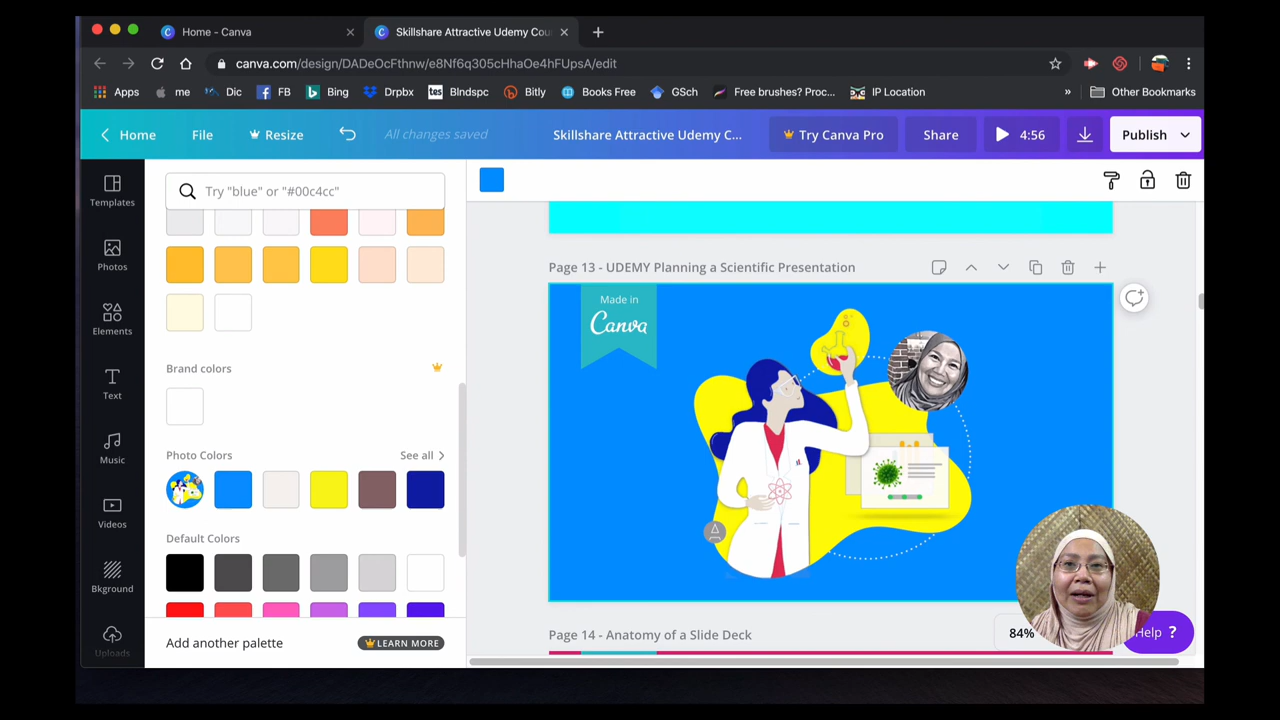 Home - Canva
Skillshare Attractive Udemy Cou
canva.com/design/DADeOcFthnw/e8Nf6q305cHhaOe4hFUpsA/edit
Apps
me
Dic
FB
Bing
Drpbx
tes
Blndspc
Bitly
Books Free
GSch
Free brushes? Proc...
IP Location
»
Other Bookmarks
Home
File
Resize
All changes saved
Skillshare Attractive Udemy C...
Try Canva Pro
Share
4:56
Publish
Templates
Photos
Elements
Text
Music
Videos
Bkground
Uploads
Try "blue" or "#00c4cc"
Brand colors
Photo Colors
See all
Default Colors
Add another palette
LEARN MORE
Page 13 - UDEMY Planning a Scientific Presentation
Made in
Canva
Page 14 - Anatomy of a Slide Deck
84%
Help ?